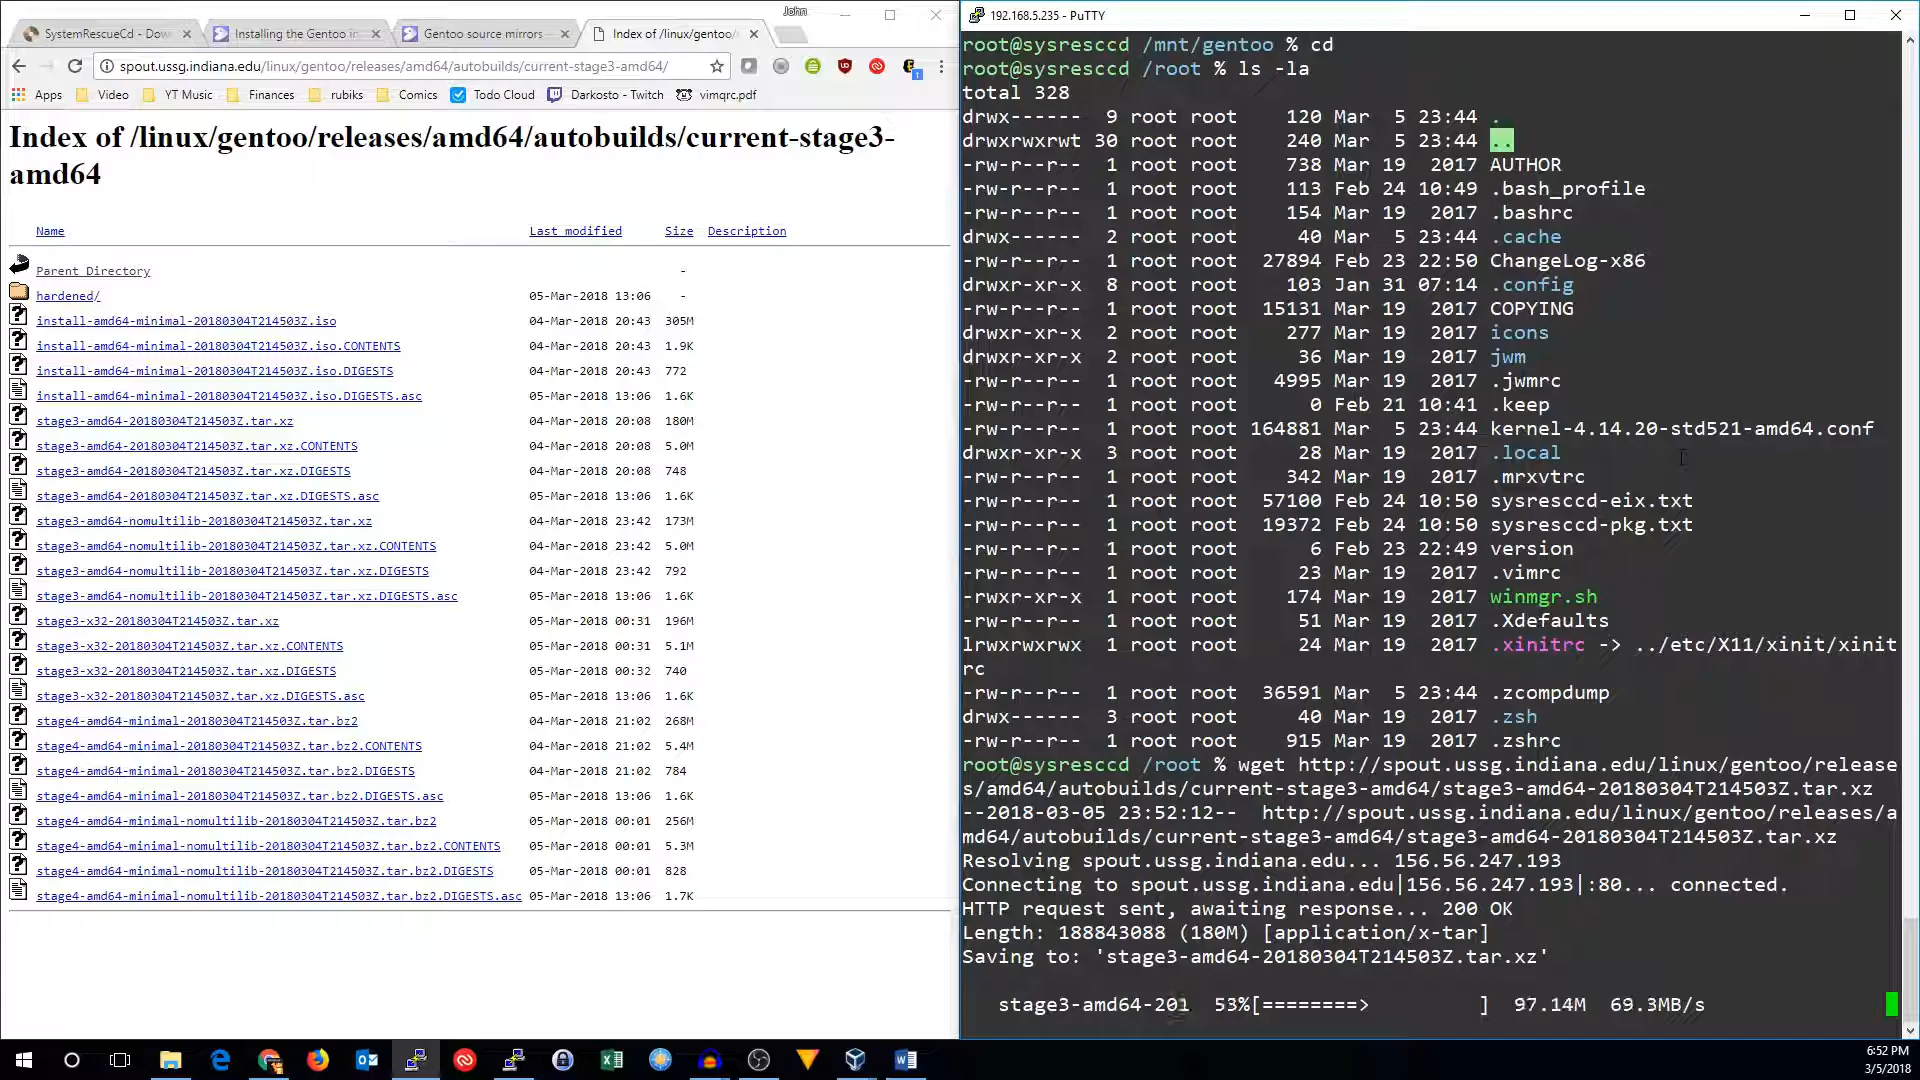 John
SystemRescueCd - Dow
Installing the Gentoo in
Gentoo source mirrors
Index of /linux/gentoo/
spout.ussg.indiana.edu/linux/gentoo/releases/amd64/autobuilds/current-stage3-amd64/
1
Apps
Video
YT Music
Finances
rubiks
Comics
Todo Cloud
Darkosto - Twitch
vimqrc.pdf
Index of /linux/gentoo/releases/amd64/autobuilds/current-stage3-
amd64
Name Last modified Size Description
Parent Directory -
hardened/ 05-Mar-2018 13:06 -
install-amd64-minimal-20180304T214503Z.iso 04-Mar-2018 20:43 305M
install-amd64-minimal-20180304T214503Z.iso.CONTENTS 04-Mar-2018 20:43 1.9K
install-amd64-minimal-20180304T214503Z.iso.DIGESTS 04-Mar-2018 20:43 772
install-amd64-minimal-20180304T214503Z.iso.DIGESTS.asc 05-Mar-2018 13:06 1.6K
stage3-amd64-20180304T214503Z.tar.xz 04-Mar-2018 20:08 180M
stage3-amd64-20180304T214503Z.tar.xz.CONTENTS 04-Mar-2018 20:08 5.0M
stage3-amd64-20180304T214503Z.tar.xz.DIGESTS 04-Mar-2018 20:08 748
stage3-amd64-20180304T214503Z.tar.xz.DIGESTS.asc 05-Mar-2018 13:06 1.6K
stage3-amd64-nomultilib-20180304T214503Z.tar.xz 04-Mar-2018 23:42 173M
stage3-amd64-nomultilib-20180304T214503Z.tar.xz.CONTENTS 04-Mar-2018 23:42 5.0M
stage3-amd64-nomultilib-20180304T214503Z.tar.xz.DIGESTS 04-Mar-2018 23:42 792
stage3-amd64-nomultilib-20180304T214503Z.tar.xz.DIGESTS.asc 05-Mar-2018 13:06 1.6K
stage3-x32-20180304T214503Z.tar.xz 05-Mar-2018 00:31 196M
stage3-x32-20180304T214503Z.tar.xz.CONTENTS 05-Mar-2018 00:31 5.1M
stage3-x32-20180304T214503Z.tar.xz.DIGESTS 05-Mar-2018 00:32 740
stage3-x32-20180304T214503Z.tar.xz.DIGESTS.asc 05-Mar-2018 13:06 1.6K
stage4-amd64-minimal-20180304T214503Z.tar.bz2 04-Mar-2018 21:02 268M
stage4-amd64-minimal-20180304T214503Z.tar.bz2.CONTENTS 04-Mar-2018 21:02 5.4M
stage4-amd64-minimal-20180304T214503Z.tar.bz2.DIGESTS 04-Mar-2018 21:02 784
stage4-amd64-minimal-20180304T214503Z.tar.bz2.DIGESTS.asc 05-Mar-2018 13:06 1.6K
stage4-amd64-minimal-nomultilib-20180304T214503Z.tar.bz2 05-Mar-2018 00:01 256M
stage4-amd64-minimal-nomultilib-20180304T214503Z.tar.bz2.CONTENTS 05-Mar-2018 00:01 5.3M
stage4-amd64-minimal-nomultilib-20180304T214503Z.tar.bz2.DIGESTS 05-Mar-2018 00:01 828
stage4-amd64-minimal-nomultilib-20180304T214503Z.tar.bz2.DIGESTS.asc 05-Mar-2018 13:06 1.7K
192.168.5.235 - PuTTY
root@sysresccd /mnt/gentoo % cd
root@sysresccd /root % ls -la
total 328
drwx------ 9 root root 120 Mar 5 23:44 .
drwxrwxrwt 30 root root 240 Mar 5 23:44 ..
-rw-r--r-- 1 root root 738 Mar 19 2017 AUTHOR
-rw-r--r-- 1 root root 113 Feb 24 10:49 .bash_profile
-rw-r--r-- 1 root root 154 Mar 19 2017 .bashrc
drwx------ 2 root root 40 Mar 5 23:44 .cache
-rw-r--r-- 1 root root 27894 Feb 23 22:50 ChangeLog-x86
drwxr-xr-x 8 root root 103 Jan 31 07:14 .config
-rw-r--r-- 1 root root 15131 Mar 19 2017 COPYING
drwxr-xr-x 2 root root 277 Mar 19 2017 icons
drwxr-xr-x 2 root root 36 Mar 19 2017 jwm
-rw-r--r-- 1 root root 4995 Mar 19 2017 .jwmrc
-rw-r--r-- 1 root root 0 Feb 21 10:41 .keep
-rw-r--r-- 1 root root 164881 Mar 5 23:44 kernel-4.14.20-std521-amd64.conf
drwxr-xr-x 3 root root 28 Mar 19 2017 .local
-rw-r--r-- 1 root root 342 Mar 19 2017 .mrxvtrc
-rw-r--r-- 1 root root 57100 Feb 24 10:50 sysresccd-eix.txt
-rw-r--r-- 1 root root 19372 Feb 24 10:50 sysresccd-pkg.txt
-rw-r--r-- 1 root root 6 Feb 23 22:49 version
-rw-r--r-- 1 root root 23 Mar 19 2017 .vimrc
-rwxr-xr-x 1 root root 174 Mar 19 2017 winmgr.sh
-rw-r--r-- 1 root root 51 Mar 19 2017 .Xdefaults
lrwxrwxrwx 1 root root 24 Mar 19 2017 .xinitrc -> ../etc/X11/xinit/xinit
rc
-rw-r--r-- 1 root root 36591 Mar 5 23:44 .zcompdump
drwx------ 3 root root 40 Mar 19 2017 .zsh
-rw-r--r-- 1 root root 915 Mar 19 2017 .zshrc
root@sysresccd /root % wget http://spout.ussg.indiana.edu/linux/gentoo/release
s/amd64/autobuilds/current-stage3-amd64/stage3-amd64-20180304T214503Z.tar.xz
--2018-03-05 23:52:12-- http://spout.ussg.indiana.edu/linux/gentoo/releases/a
md64/autobuilds/current-stage3-amd64/stage3-amd64-20180304T214503Z.tar.xz
Resolving spout.ussg.indiana.edu... 156.56.247.193
Connecting to spout.ussg.indiana.edu|156.56.247.193|:80... connected.
HTTP request sent, awaiting response... 200 OK
Length: 188843088 (180M) [application/x-tar]
Saving to: 'stage3-amd64-20180304T214503Z.tar.xz'
stage3-amd64-201 53%[========> ] 97.14M 69.3MB/s
6:52 PM
3/5/2018